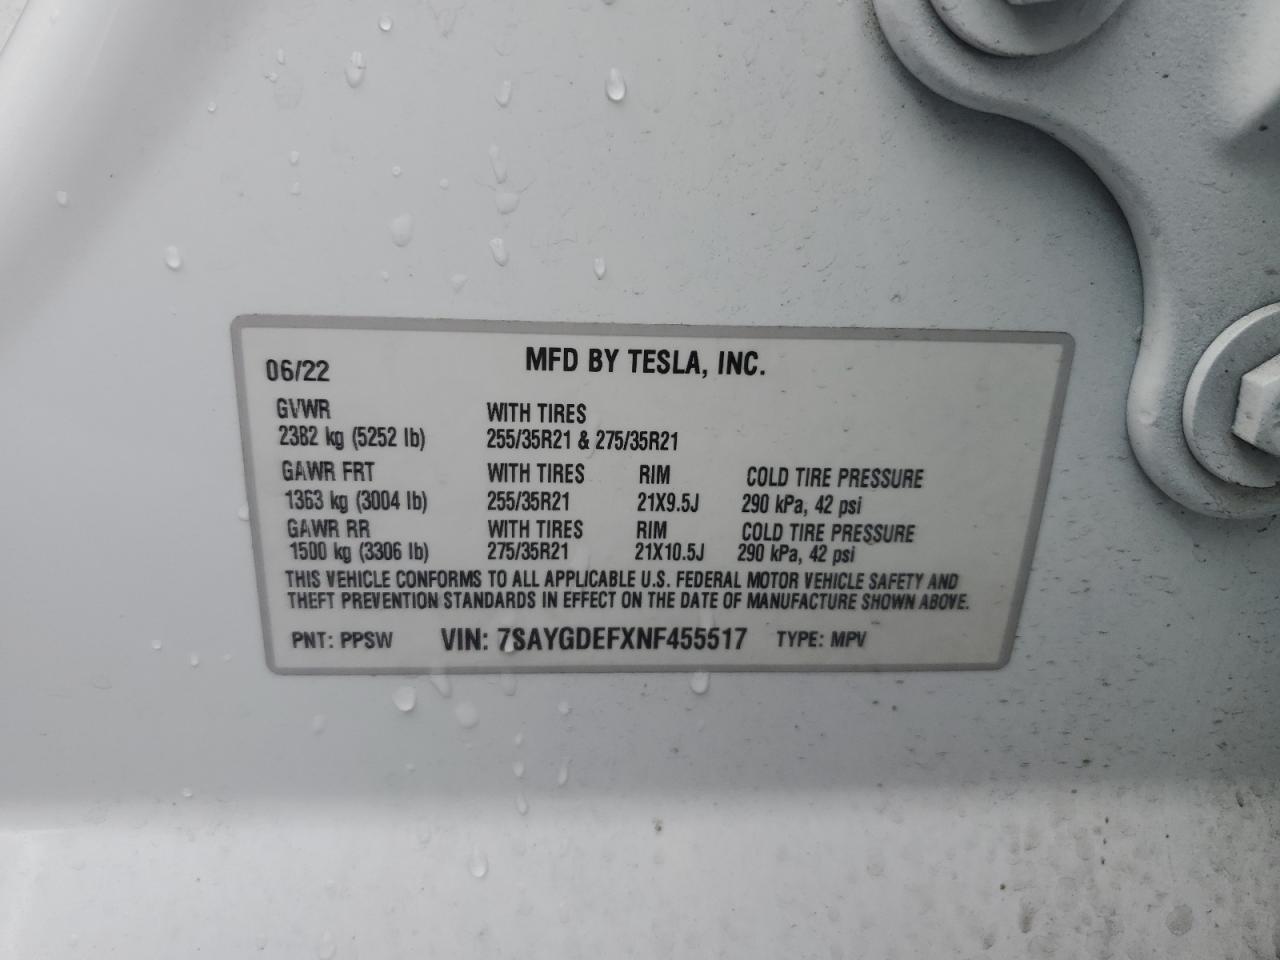 MFD BY TESLA, INC.
06/22
GVWR WITH TIRES
2382 kg (5252 lb) 255/35R21 & 275/35R21
GAWR FRT WITH TIRES RIM COLD TIRE PRESSURE
1363 kg (3004 lb) 255/35R21 21X9.5J 290 kPa, 42 psi
GAWR RR WITH TIRES RIM COLD TIRE PRESSURE
1500 kg (3306 lb) 275/35R21 21X10.5J 290 kPa, 42 psi
THIS VEHICLE CONFORMS TO ALL APPLICABLE U.S. FEDERAL MOTOR VEHICLE SAFETY AND
THEFT PREVENTION STANDARDS IN EFFECT ON THE DATE OF MANUFACTURE SHOWN ABOVE.
PNT: PPSW VIN: 7SAYGDEFXNF455517 TYPE: MPV